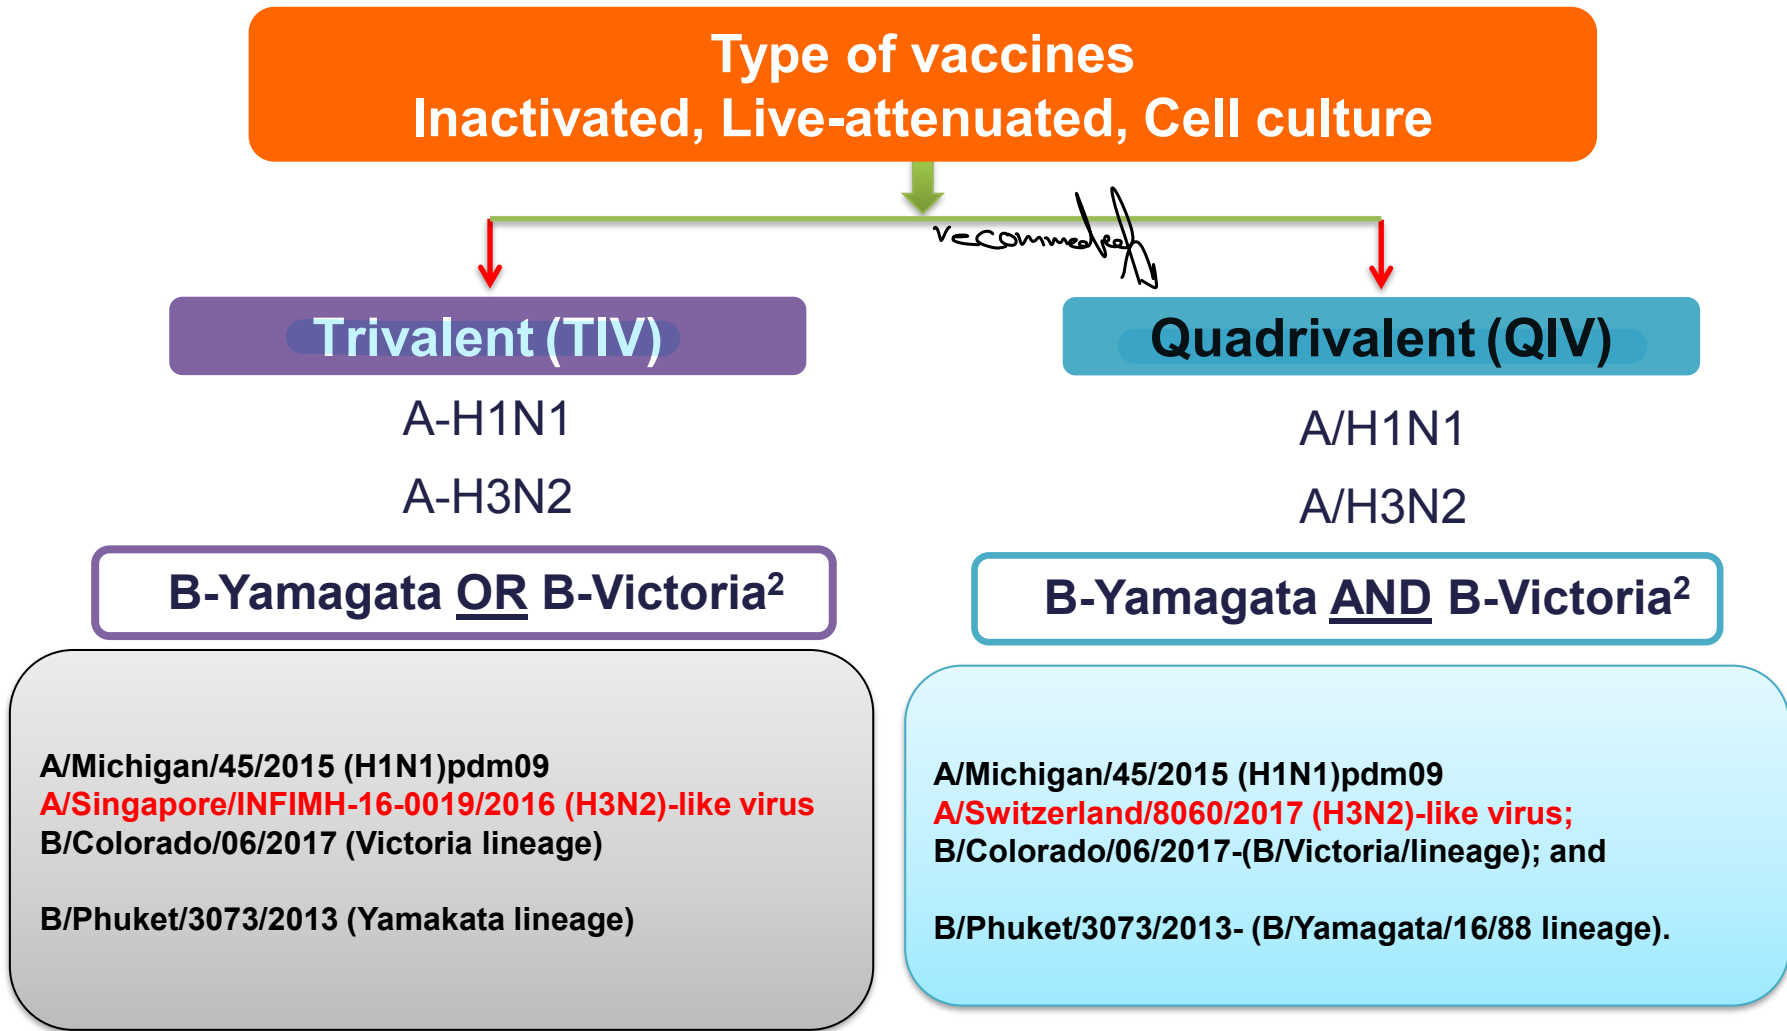 Type of vaccines
Inactivated, Live-attenuated, Cell culture
recommended
Trivalent (TIV)
A-H1N1
A-H3N2
B-Yamagata OR B-Victoria²
A/Michigan/45/2015 (H1N1)pdm09
A/Singapore/INFIMH-16-0019/2016 (H3N2)-like virus
B/Colorado/06/2017 (Victoria lineage)
B/Phuket/3073/2013 (Yamakata lineage)
Quadrivalent (QIV)
A/H1N1
A/H3N2
B-Yamagata AND B-Victoria²
A/Michigan/45/2015 (H1N1)pdm09
A/Switzerland/8060/2017 (H3N2)-like virus;
B/Colorado/06/2017-(B/Victoria/lineage); and
B/Phuket/3073/2013- (B/Yamagata/16/88 lineage).